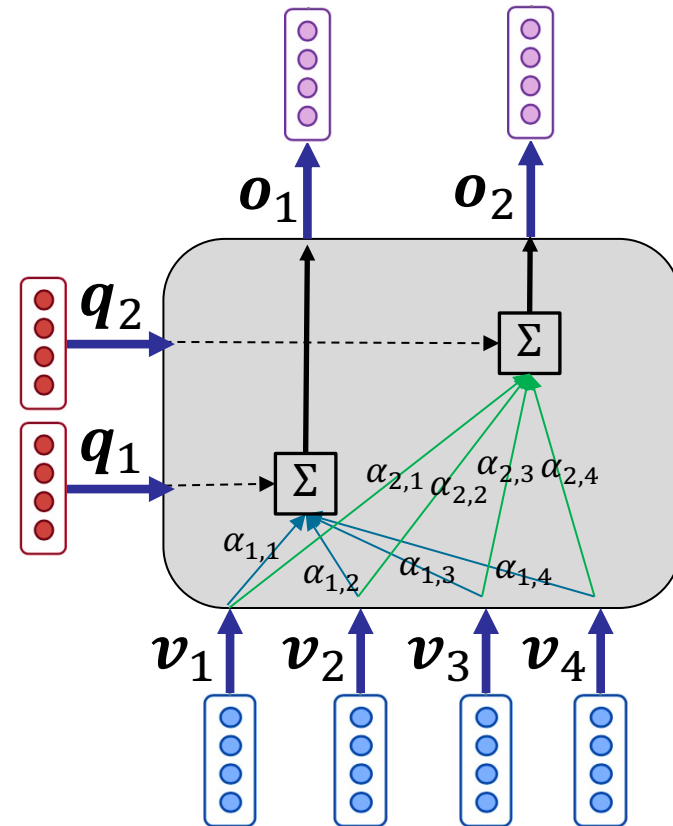 𝒐₁
𝒐₂
𝒒₂
Σ
𝒒₁
Σ
α₂,₁
α₂,₂
α₂,₃
α₂,₄
α₁,₁
α₁,₂
α₁,₃
α₁,₄
𝒗₁
𝒗₂
𝒗₃
𝒗₄